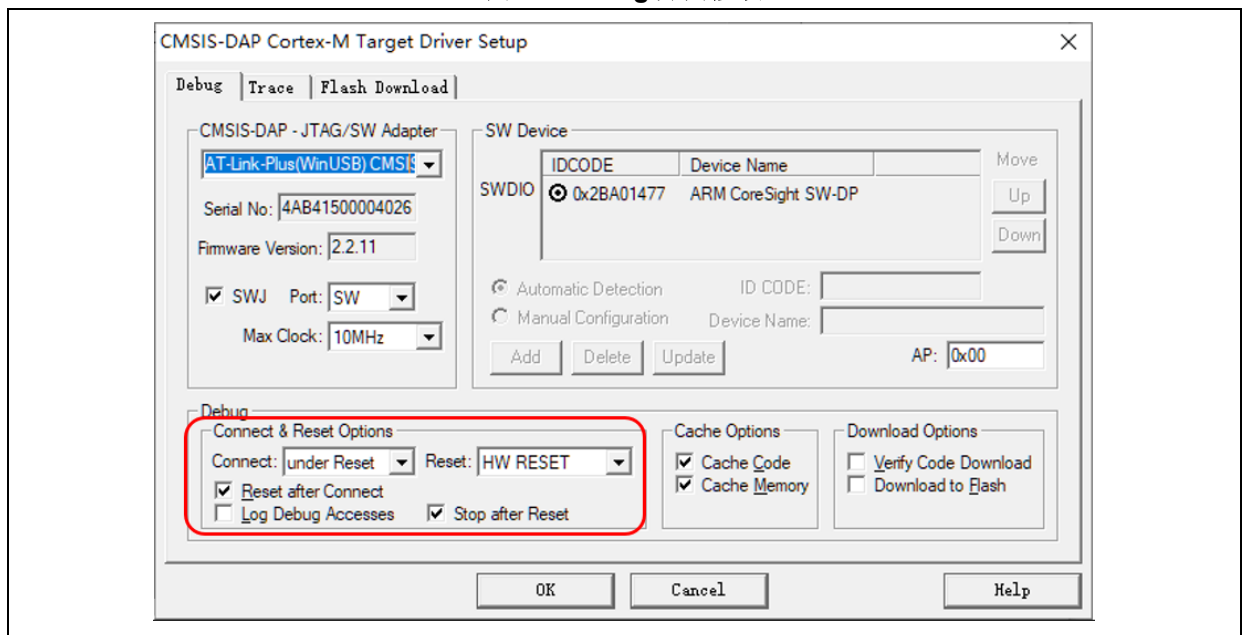 CMSIS-DAP Cortex-M Target Driver Setup
Debug Trace Flash Download
CMSIS-DAP - JTAG/SW Adapter
AT-Link-Plus(WinUSB) CMSIS
Serial No: 4AB41500004026
Firmware Version: 2.2.11
SWJ Port: SW
Max Clock: 10MHz
SW Device
IDCODE Device Name
SWDIO 0x2BA01477 ARM CoreSight SW-DP
Move
Up
Down
Automatic Detection ID CODE:
Manual Configuration Device Name:
Add Delete Update AP: 0x00
Debug
Connect & Reset Options
Connect: under Reset Reset: HW RESET
Reset after Connect
Log Debug Accesses Stop after Reset
Cache Options
Cache Code
Cache Memory
Download Options
Verify Code Download
Download to Flash
OK Cancel Help